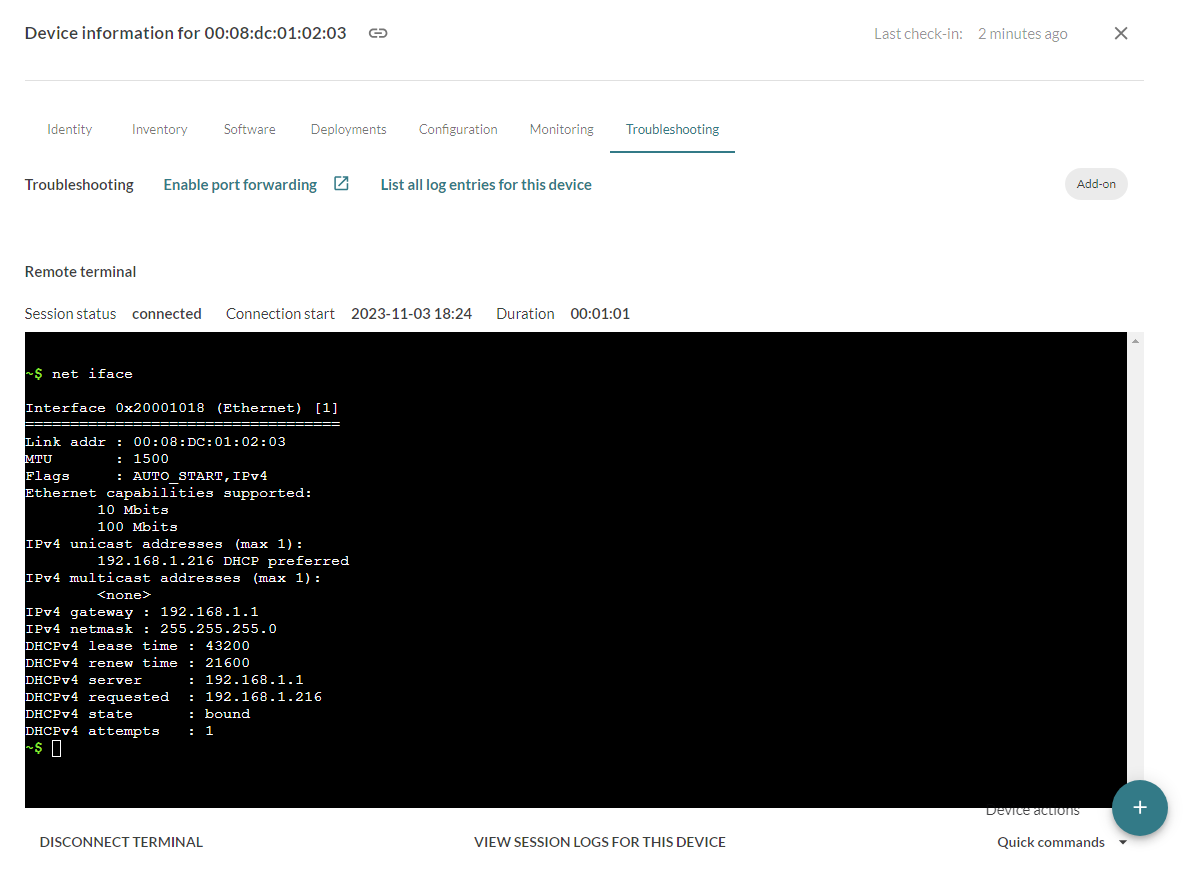 Device information for 00:08:dc:01:02:03 Last check-in: 2 minutes ago
Identity Inventory Software Deployments Configuration Monitoring Troubleshooting
Troubleshooting Enable port forwarding List all log entries for this device Add-on
Remote terminal
Session status connected Connection start 2023-11-03 18:24 Duration 00:01:01
~$ net iface
Interface 0x20001018 (Ethernet) [1]
===================================
Link addr : 00:08:DC:01:02:03
MTU       : 1500
Flags     : AUTO_START,IPv4
Ethernet capabilities supported:
        10 Mbits
        100 Mbits
IPv4 unicast addresses (max 1):
        192.168.1.216 DHCP preferred
IPv4 multicast addresses (max 1):
        <none>
IPv4 gateway : 192.168.1.1
IPv4 netmask : 255.255.255.0
DHCPv4 lease time : 43200
DHCPv4 renew time : 21600
DHCPv4 server     : 192.168.1.1
DHCPv4 requested  : 192.168.1.216
DHCPv4 state      : bound
DHCPv4 attempts   : 1
~$
Device actions
DISCONNECT TERMINAL VIEW SESSION LOGS FOR THIS DEVICE Quick commands